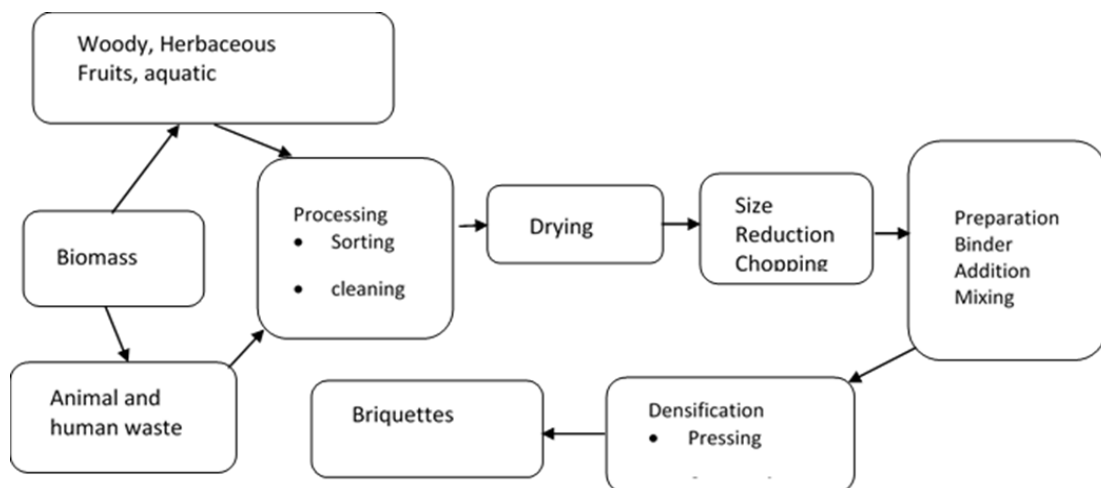 Woody, Herbaceous
Fruits, aquatic
Biomass
Animal and
human waste
Processing
• Sorting
• cleaning
Drying
Size
Reduction
Chopping
Preparation
Binder
Addition
Mixing
Densification
• Pressing
Briquettes